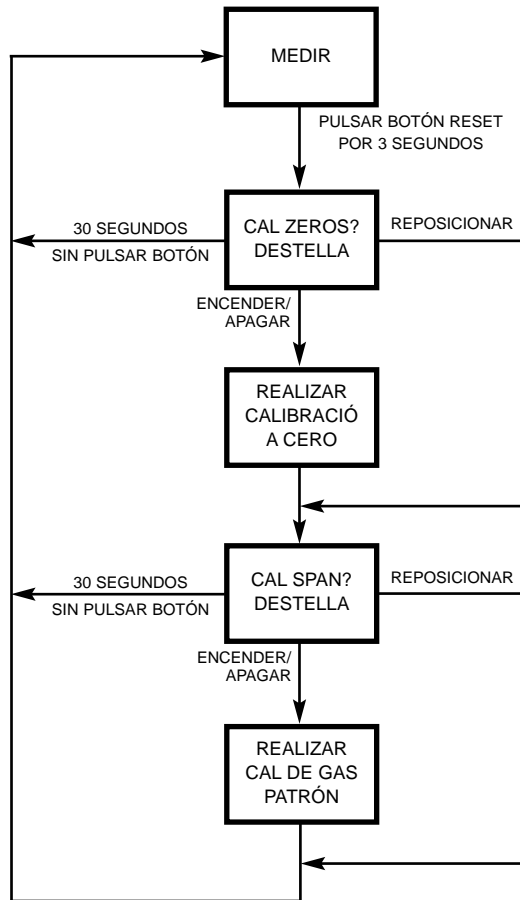 MEDIR
PULSAR BOTÓN RESET
POR 3 SEGUNDOS
30 SEGUNDOS
SIN PULSAR BOTÓN
CAL ZEROS?
DESTELLA
REPOSICIONAR
ENCENDER/
APAGAR
REALIZAR
CALIBRACIÓ
A CERO
30 SEGUNDOS
SIN PULSAR BOTÓN
CAL SPAN?
DESTELLA
REPOSICIONAR
ENCENDER/
APAGAR
REALIZAR
CAL DE GAS
PATRÓN